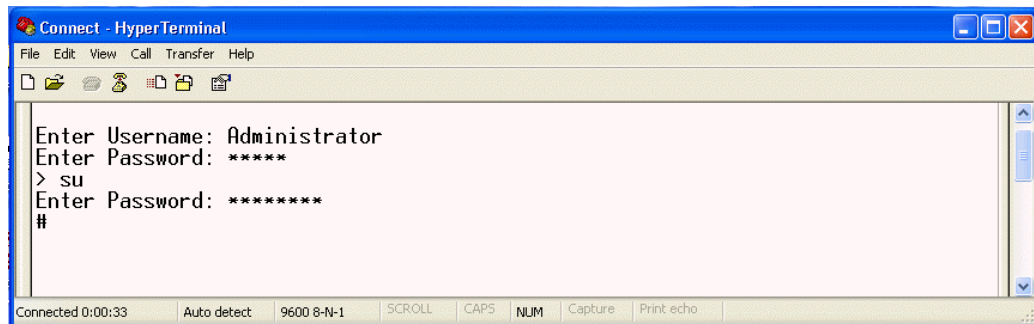 Connect - HyperTerminal
File Edit View Call Transfer Help
Enter Username: Administrator
Enter Password: *****
> su
Enter Password: ********
#
Connected 0:00:33 Auto detect 9600 8-N-1 SCROLL CAPS NUM Capture Print echo